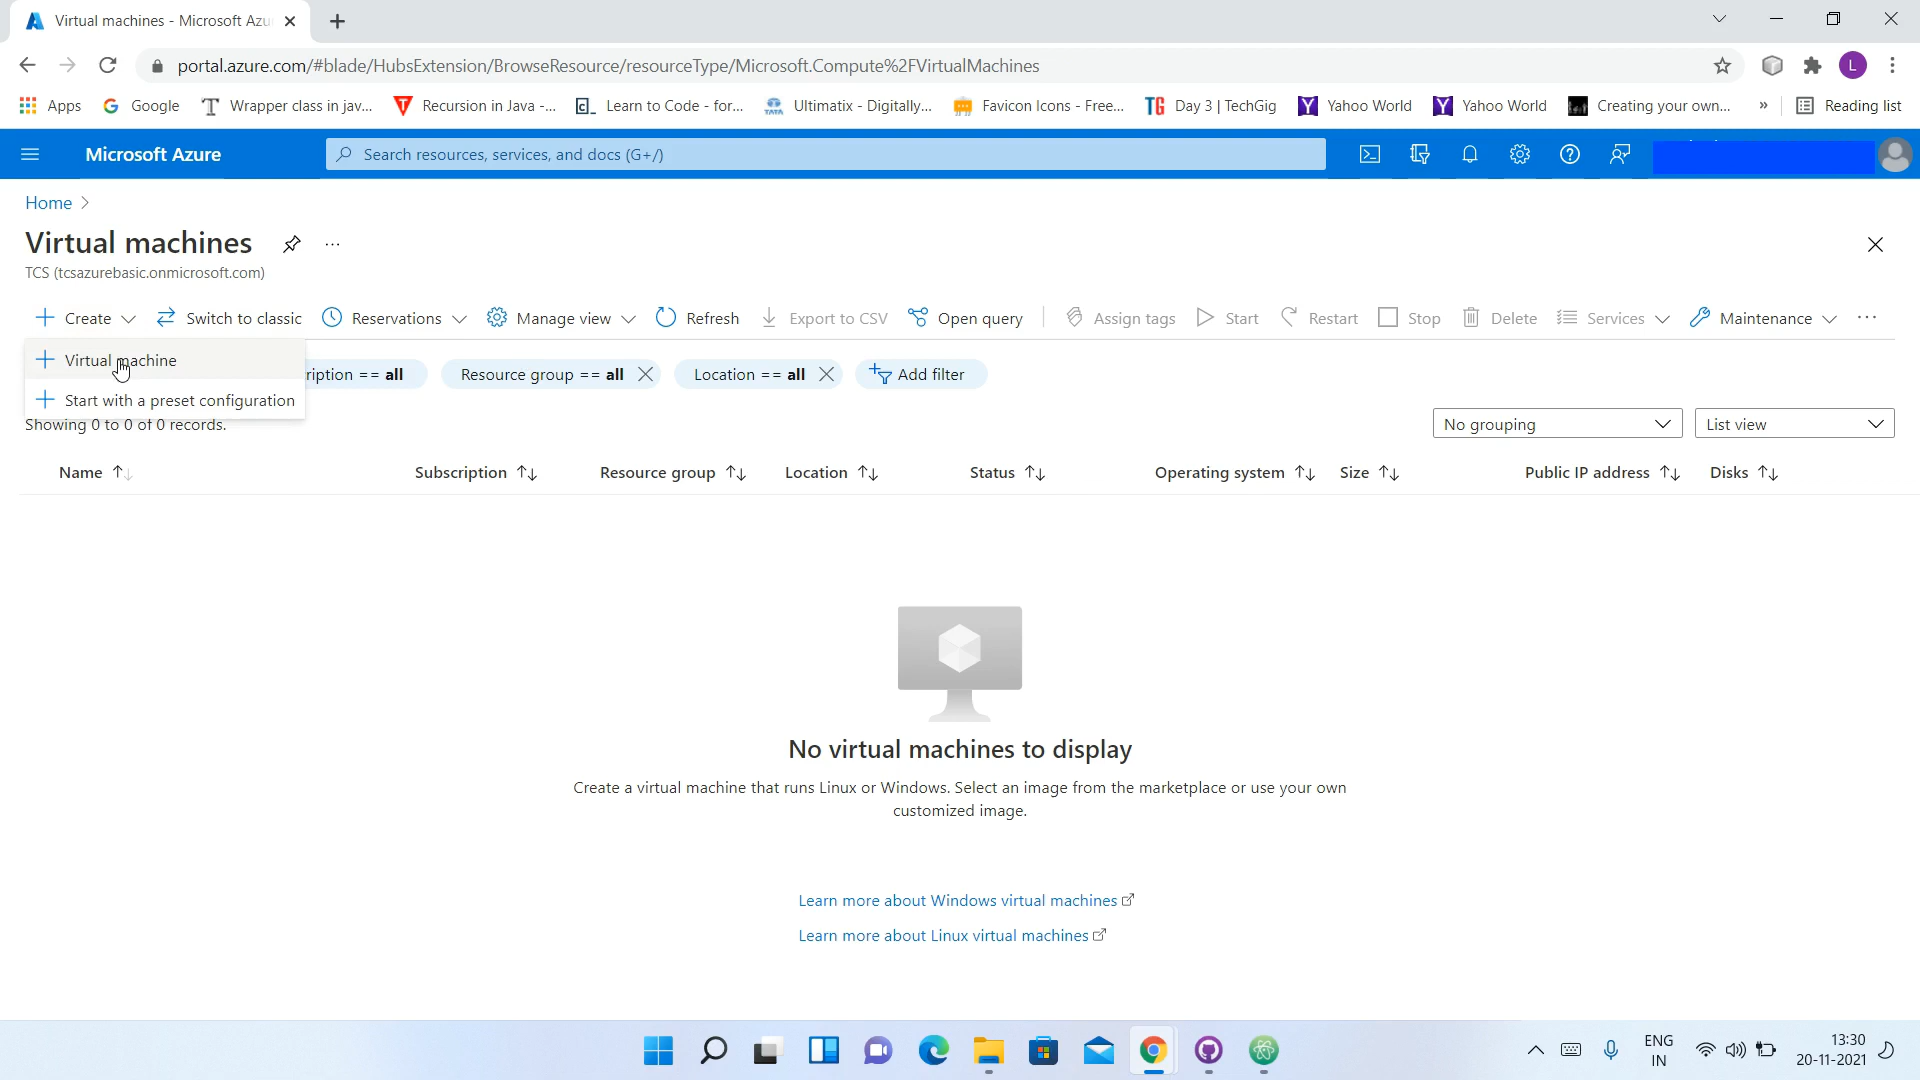 Virtual machines - Microsoft Azu
portal.azure.com/#blade/HubsExtension/BrowseResource/resourceType/Microsoft.Compute%2FVirtualMachines
L
Apps
Google
Wrapper class in jav...
Recursion in Java -...
Learn to Code - for...
Ultimatix - Digitally...
Favicon Icons - Free...
Day 3 | TechGig
Yahoo World
Yahoo World
Creating your own...
»
Reading list
Microsoft Azure
Search resources, services, and docs (G+/)
Home >
Virtual machines
...
TCS (tcsazurebasic.onmicrosoft.com)
Create
Switch to classic
Reservations
Manage view
Refresh
Export to CSV
Open query
Assign tags
Start
Restart
Stop
Delete
Services
Maintenance
...
Virtual machine
Start with a preset configuration
ription == all
Resource group == all
Location == all
Add filter
Showing 0 to 0 of 0 records.
No grouping
List view
Name
Subscription
Resource group
Location
Status
Operating system
Size
Public IP address
Disks
No virtual machines to display
Create a virtual machine that runs Linux or Windows. Select an image from the marketplace or use your own
customized image.
Learn more about Windows virtual machines
Learn more about Linux virtual machines
ENG
IN
13:30
20-11-2021